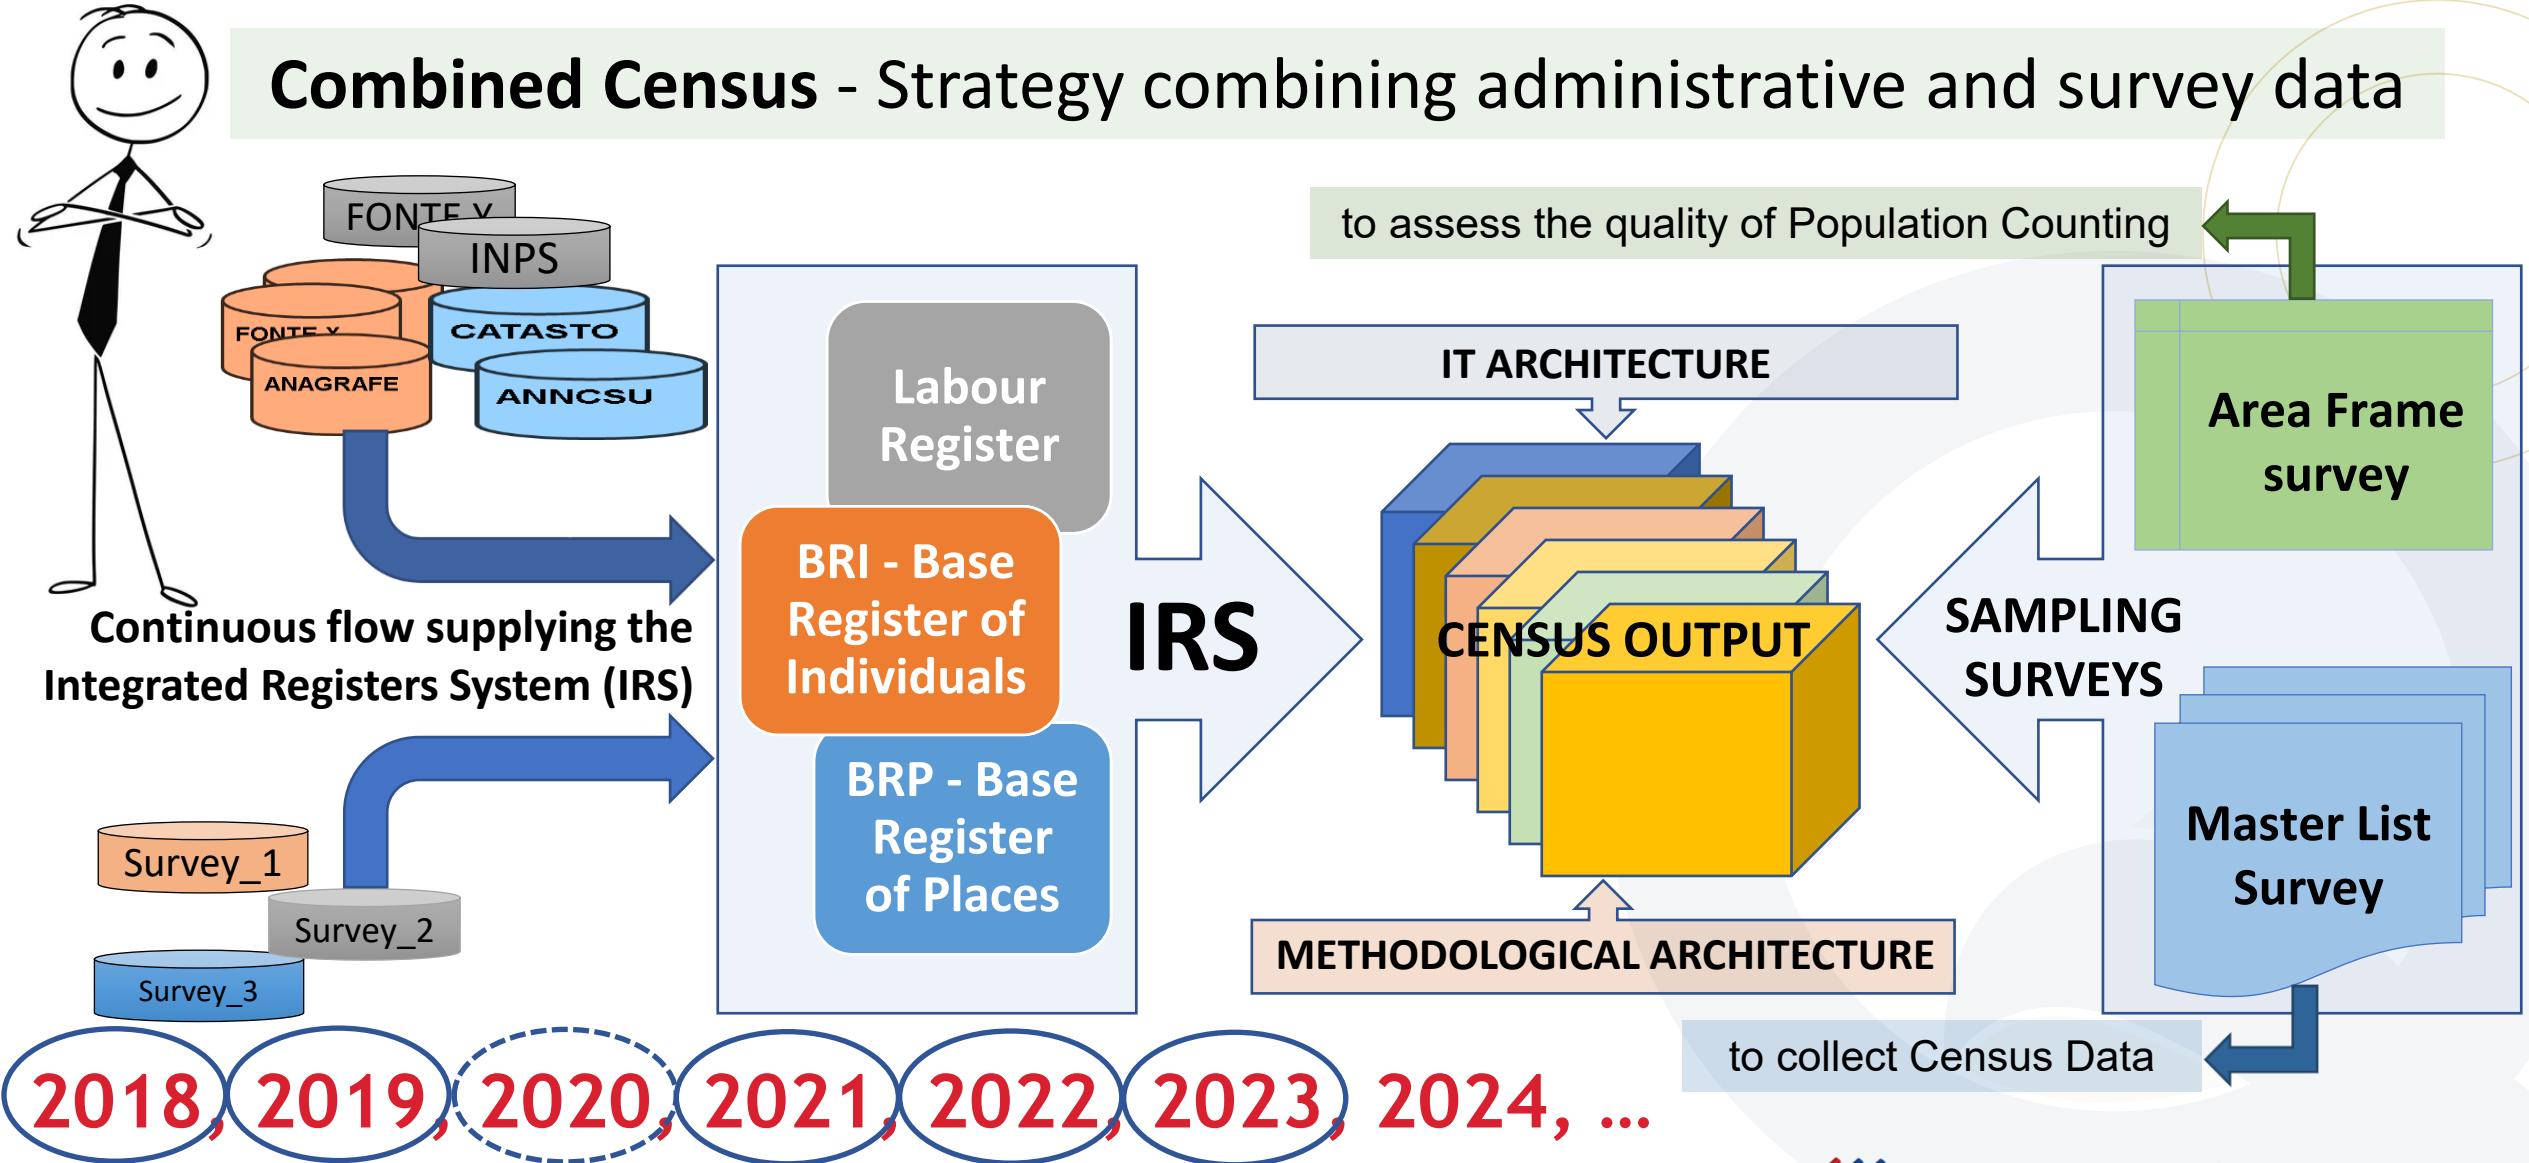 Combined Census - Strategy combining administrative and survey data
FONTE Y
INPS
FONTE X
CATASTO
ANAGRAFE
ANNCSU
Continuous flow supplying the
Integrated Registers System (IRS)
Survey_1
Survey_2
Survey_3
Labour
Register
BRI - Base
Register of
Individuals
BRP - Base
Register
of Places
IRS
IT ARCHITECTURE
CENSUS OUTPUT
METHODOLOGICAL ARCHITECTURE
to assess the quality of Population Counting
Area Frame
survey
SAMPLING
SURVEYS
Master List
Survey
to collect Census Data
2018, 2019, 2020, 2021, 2022, 2023, 2024, ...